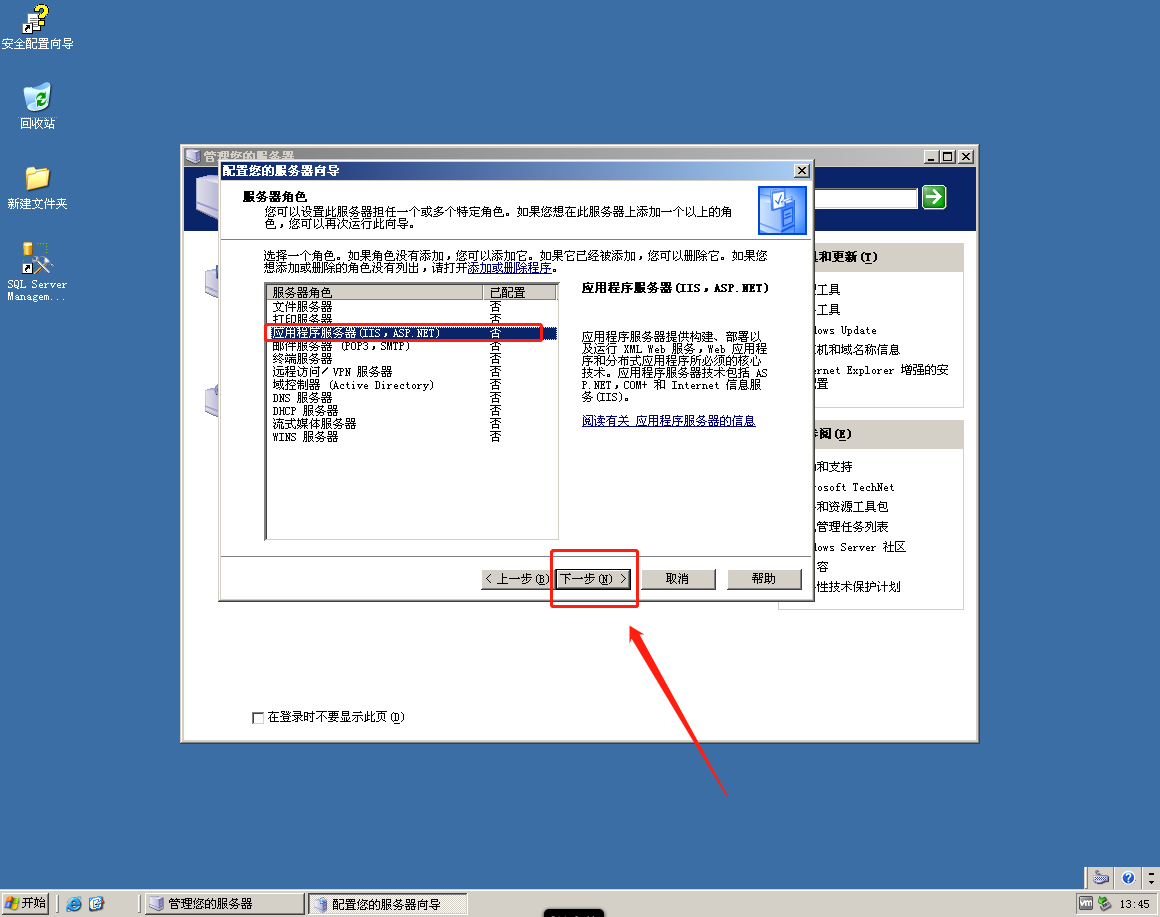 安全配置向导
回收站
新建文件夹
SQL Server
Managem...
管理您的服务器
配置您的服务器向导
服务器角色
您可以设置此服务器担任一个或多个特定角色。如果您想在此服务器上添加一个以上的角
色，您可以再次运行此向导。
选择一个角色。如果角色没有添加，您可以添加它。如果它已经被添加，您可以删除它。如果您
想添加或删除的角色没有列出，请打开添加或删除程序。
服务器角色 已配置
文件服务器 否
打印服务器 否
应用程序服务器(IIS，ASP.NET) 否
邮件服务器 (POP3，SMTP) 否
终端服务器 否
远程访问/VPN 服务器 否
域控制器 (Active Directory) 否
DNS 服务器 否
DHCP 服务器 否
流式媒体服务器 否
WINS 服务器 否
应用程序服务器(IIS，ASP.NET)
应用程序服务器提供构建、部署以
及运行 XML Web 服务，Web 应用程
序和分布式应用程序所必须的核心
技术。应用程序服务器技术包括 AS
P.NET，COM+ 和 Internet 信息服
务(IIS)。
阅读有关 应用程序服务器的信息
< 上一步(B)
下一步(N) >
取消
帮助
和更新(T)
工具
工具
ows Update
机和域名称信息
rnet Explorer 增强的安
置
阅(E)
和支持
rosoft TechNet
和资源工具包
管理任务列表
ows Server 社区
容
性技术保护计划
在登录时不要显示此页(D)
开始
管理您的服务器
配置您的服务器向导
13:45